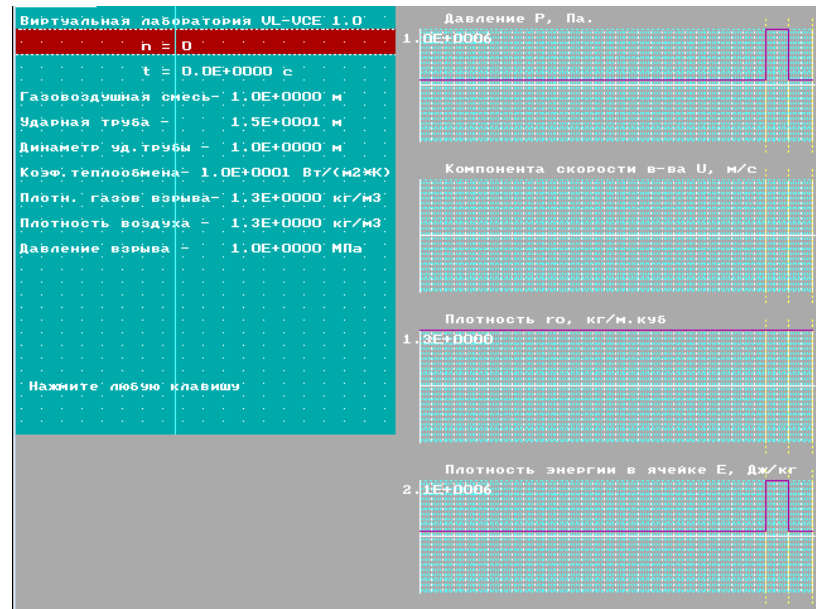 Виртуальная лаборатория VL-VCE 1.0
n = 0
t = 0.0E+0000 с
Газовоздушная смесь- 1.0E+0000 м
Ударная труба - 1.5E+0001 м
Динаметр уд.трубы - 1.0E+0000 м
Коэф.теплообмена- 1.0E+0001 Вт/(м2*К)
Плотн. газов взрыва- 1.3E+0000 кг/м3
Плотность воздуха - 1.3E+0000 кг/м3
Давление взрыва - 1.0E+0000 МПа
Нажмите любую клавишу
Давление P, Па.
1.0E+0006
Компонента скорости в-ва U, м/с
Плотность ro, кг/м.куб
1.3E+0000
Плотность энергии в ячейке E, Дж/кг
2.1E+0006